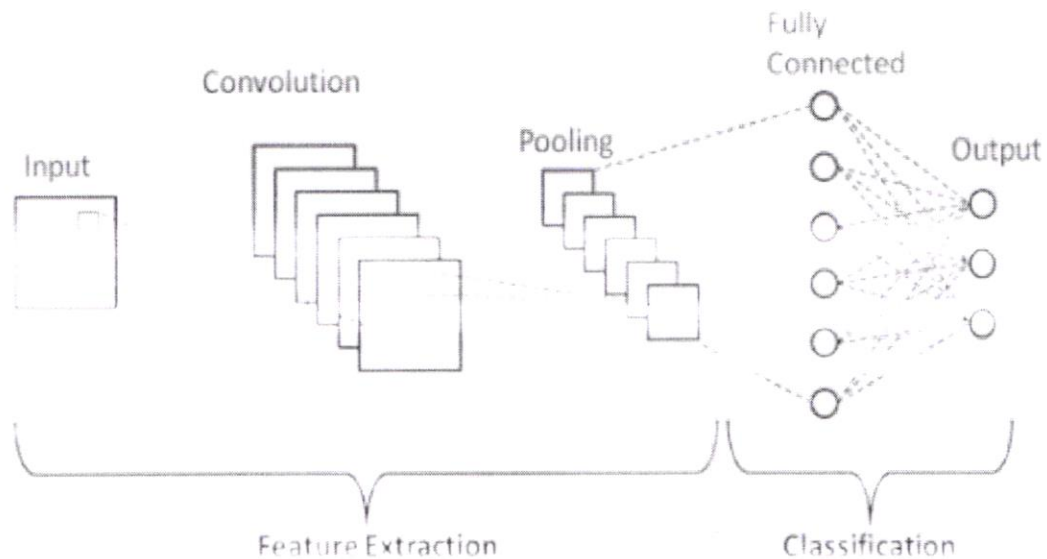 Fully
Connected
Convolution
Pooling
Input
Output
Feature Extraction
Classification